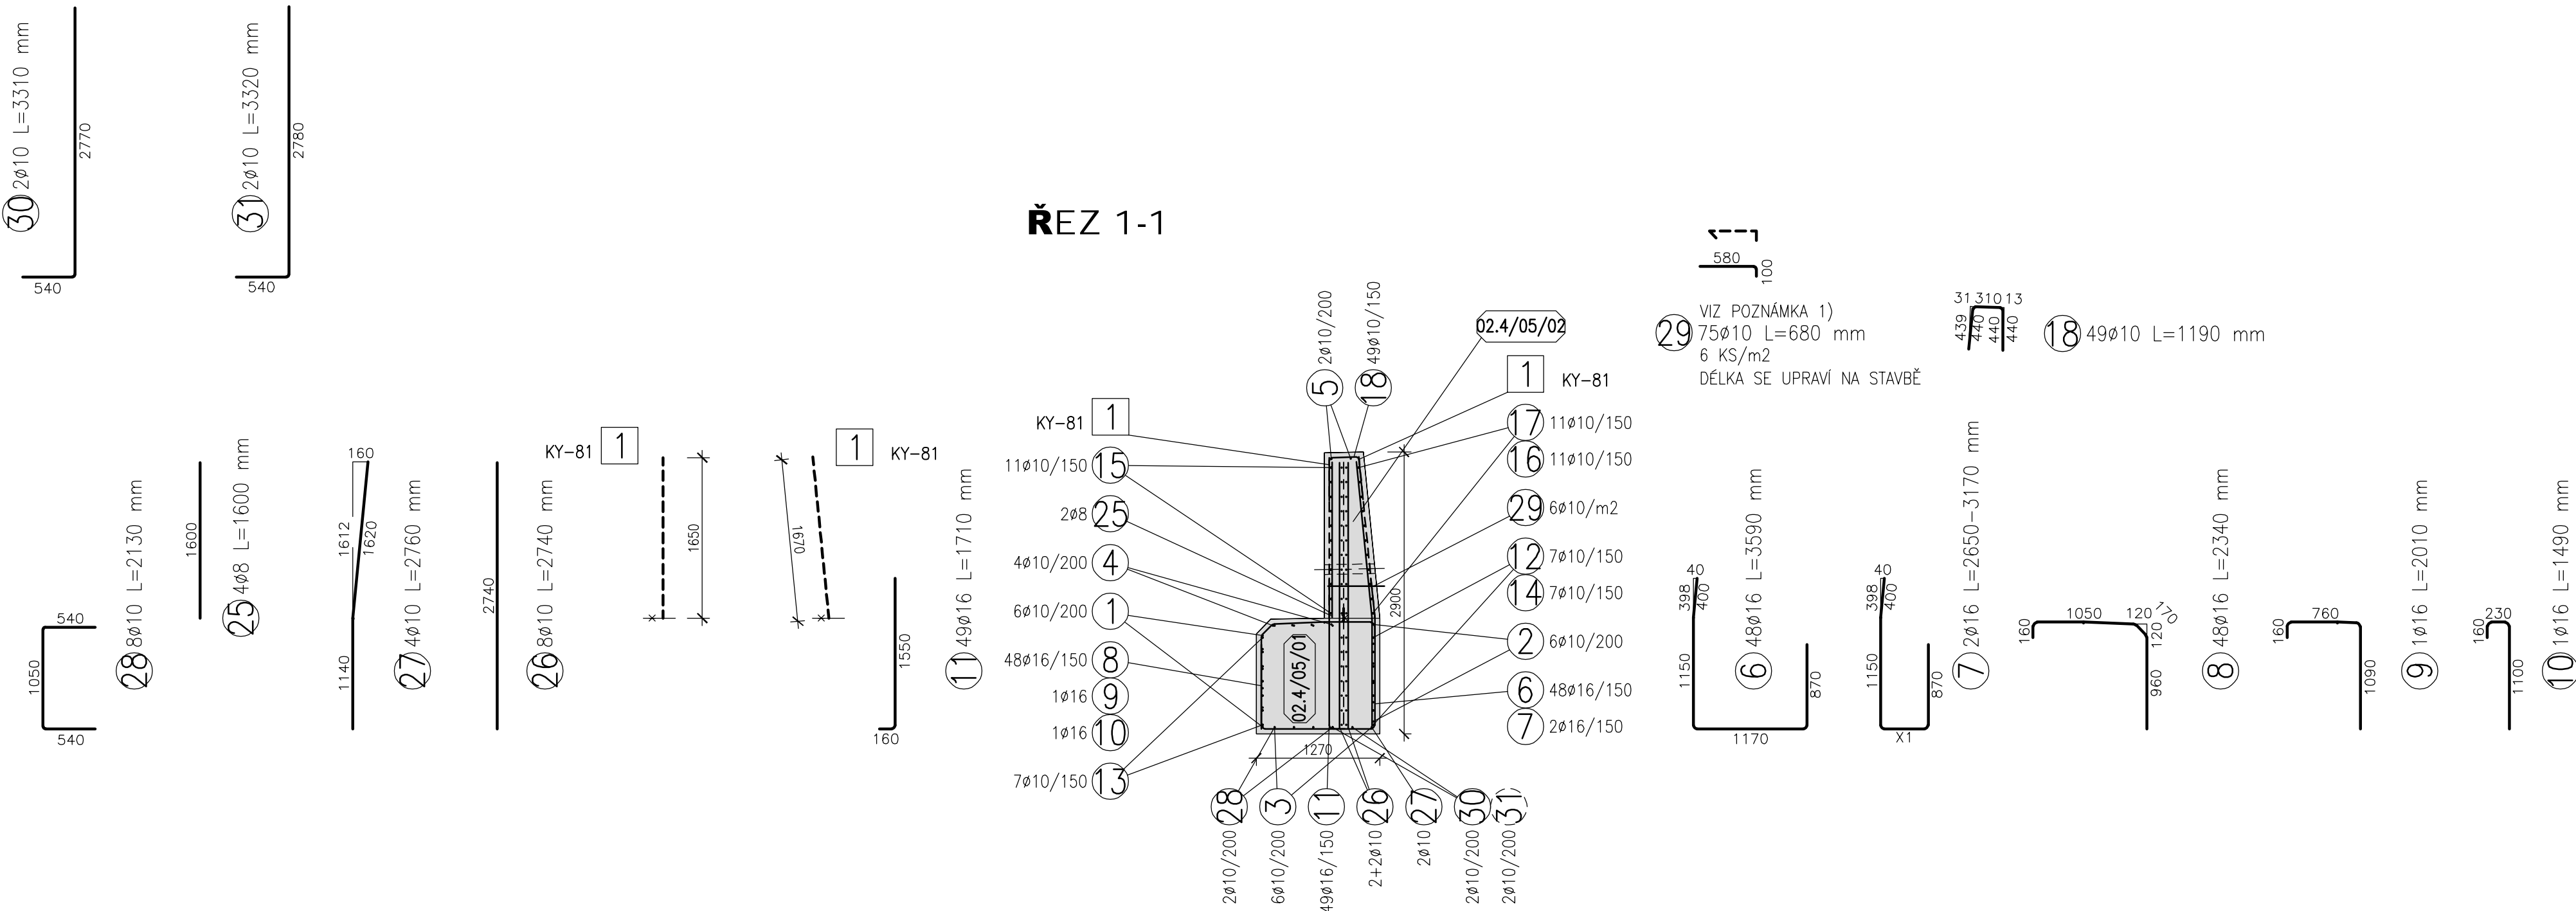 30 2ø10 L=3310 mm
2770
540
31 2ø10 L=3320 mm
2780
540
ŘEZ 1-1
580
100
VIZ POZNÁMKA 1)
29 75ø10 L=680 mm
6 KS/m2
DÉLKA SE UPRAVÍ NA STAVBĚ
31 310 13
439
440
440
440
18 49ø10 L=1190 mm
540
1050
540
28 8ø10 L=2130 mm
1600
25 4ø8 L=1600 mm
160
1612
1620
1140
27 4ø10 L=2760 mm
2740
26 8ø10 L=2740 mm
KY-81 1
1650
1 KY-81
1670
1550
160
11 49ø16 L=1710 mm
5 2ø10/200
18 49ø10/150
02.4/05/02
1 KY-81
KY-81 1
17 11ø10/150
11ø10/150 15
16 11ø10/150
2ø8 25
29 6ø10/m2
4ø10/200 4
12 7ø10/150
14 7ø10/150
6ø10/200 1
2 6ø10/200
48ø16/150 8
6 48ø16/150
1ø16 9
7 2ø16/150
1ø16 10
7ø10/150 13
02.4/05/01
2900
1270
28 2ø10/200
3 6ø10/200
11 49ø16/150
26 2+2ø10
27 2ø10
30 2ø10/200
31 2ø10/200
40
398
400
1150
1170
870
6 48ø16 L=3590 mm
40
398
400
1150
X1
870
7 2ø16 L=2650-3170 mm
1050
120
170
160
120
960
8 48ø16 L=2340 mm
760
160
1090
9 1ø16 L=2010 mm
230
160
1100
10 1ø16 L=1490 mm